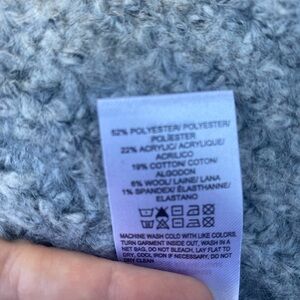 52% POLYESTER/ POLYESTER/
POLIÉSTER
22% ACRYLIC/ ACRYLIQUE/
ACRILICO
19% COTTON/ COTON/
ALGODON
6% WOOL/ LAINE/ LANA
1% SPANDEX/ ÉLASTHANNE/
ELASTANO
MACHINE WASH COLD WITH LIKE COLORS,
TURN GARMENT INSIDE OUT, WASH IN A
NET BAG, DO NOT BLEACH, LAY FLAT TO
DRY, COOL IRON IF NECESSARY, DO NOT
DRY CLEAN